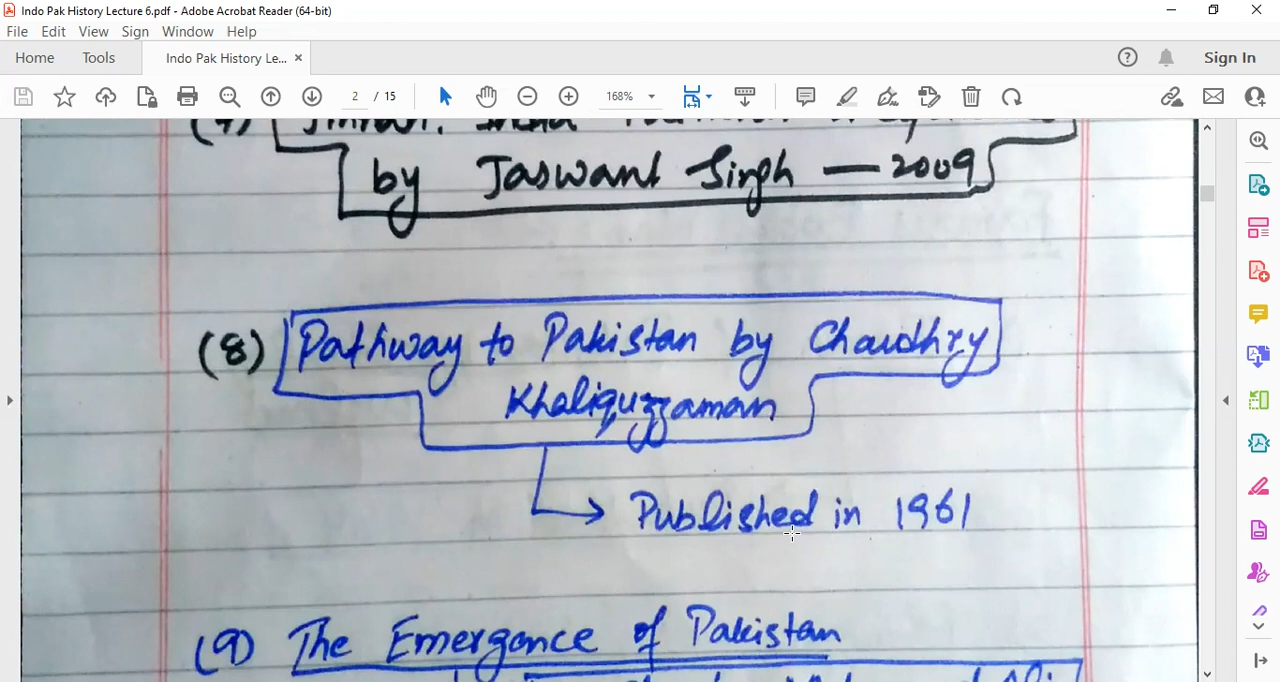 Indo Pak History Lecture 6.pdf - Adobe Acrobat Reader (64-bit)
File Edit View Sign Window Help
Home Tools Indo Pak History Le... × Sign In
2 / 15 168%
by Jaswant Singh — 2009
(8) Pathway to Pakistan by Chaudhry
Khaliquzzaman
→ Published in 1961
(9) The Emergence of Pakistan